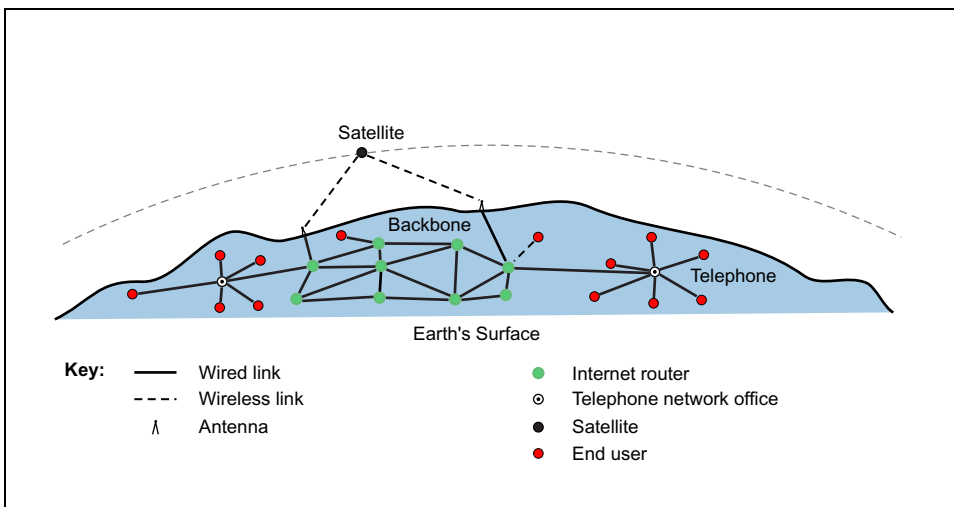 Satellite
Backbone
Telephone
Earth's Surface
Key:
Wired link
Wireless link
Antenna
Internet router
Telephone network office
Satellite
End user